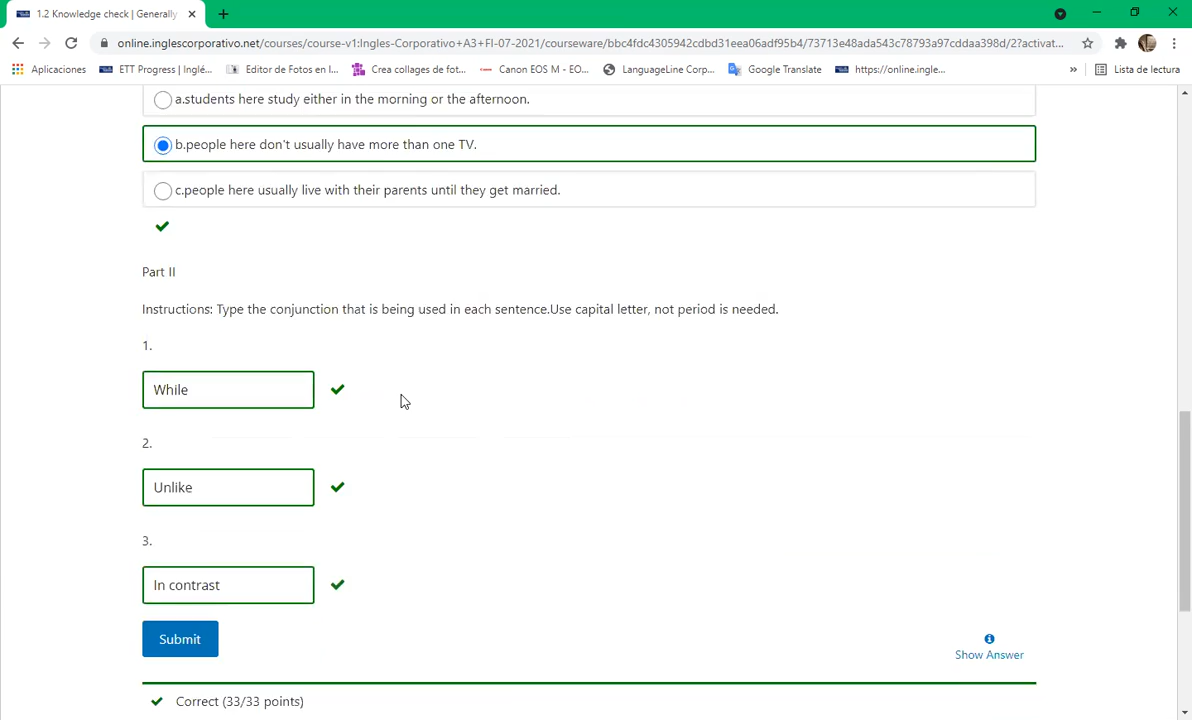 1.2 Knowledge check | Generally
online.inglescorporativo.net/courses/course-v1:Ingles-Corporativo+A3+FI-07-2021/courseware/bbc4fdc4305942cdbd31eea06adf95b4/73713e48ada543c78793a97cddaa398d/2?activat...
Aplicaciones ETT Progress | Inglé... Editor de Fotos en l... Crea collages de fot... Canon EOS M - EO... LanguageLine Corp... Google Translate https://online.ingle... » Lista de lectura
a.students here study either in the morning or the afternoon.
b.people here don't usually have more than one TV.
c.people here usually live with their parents until they get married.
Part II
Instructions: Type the conjunction that is being used in each sentence.Use capital letter, not period is needed.
1.
While
2.
Unlike
3.
In contrast
Submit
Show Answer
Correct (33/33 points)